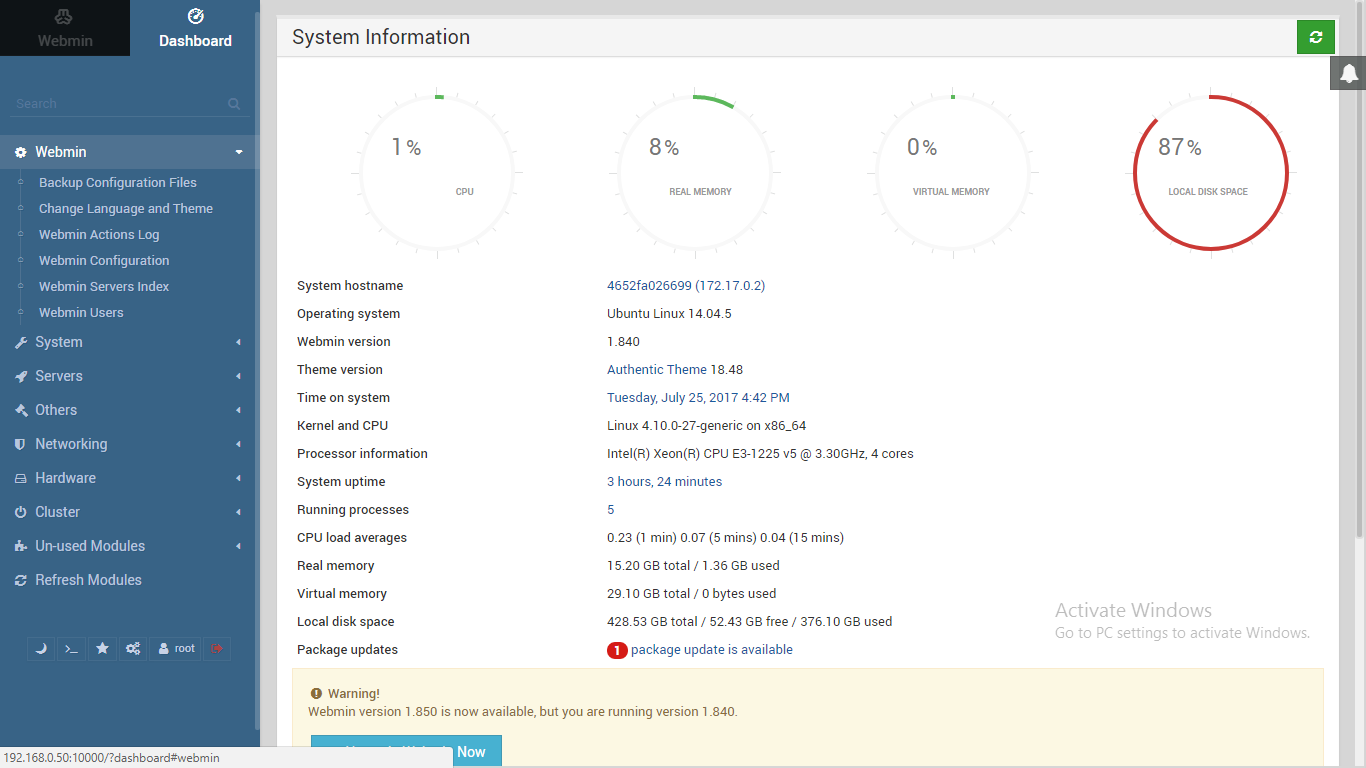 Webmin
Dashboard
Search
Webmin
Backup Configuration Files
Change Language and Theme
Webmin Actions Log
Webmin Configuration
Webmin Servers Index
Webmin Users
System
Servers
Others
Networking
Hardware
Cluster
Un-used Modules
Refresh Modules
root
192.168.0.50:10000/?dashboard#webmin
System Information
1%
CPU
8%
REAL MEMORY
0%
VIRTUAL MEMORY
87%
LOCAL DISK SPACE
System hostname 4652fa026699 (172.17.0.2)
Operating system Ubuntu Linux 14.04.5
Webmin version 1.840
Theme version Authentic Theme 18.48
Time on system Tuesday, July 25, 2017 4:42 PM
Kernel and CPU Linux 4.10.0-27-generic on x86_64
Processor information Intel(R) Xeon(R) CPU E3-1225 v5 @ 3.30GHz, 4 cores
System uptime 3 hours, 24 minutes
Running processes 5
CPU load averages 0.23 (1 min) 0.07 (5 mins) 0.04 (15 mins)
Real memory 15.20 GB total / 1.36 GB used
Virtual memory 29.10 GB total / 0 bytes used
Local disk space 428.53 GB total / 52.43 GB free / 376.10 GB used
Package updates 1 package update is available
Activate Windows
Go to PC settings to activate Windows.
Warning!
Webmin version 1.850 is now available, but you are running version 1.840.
Now